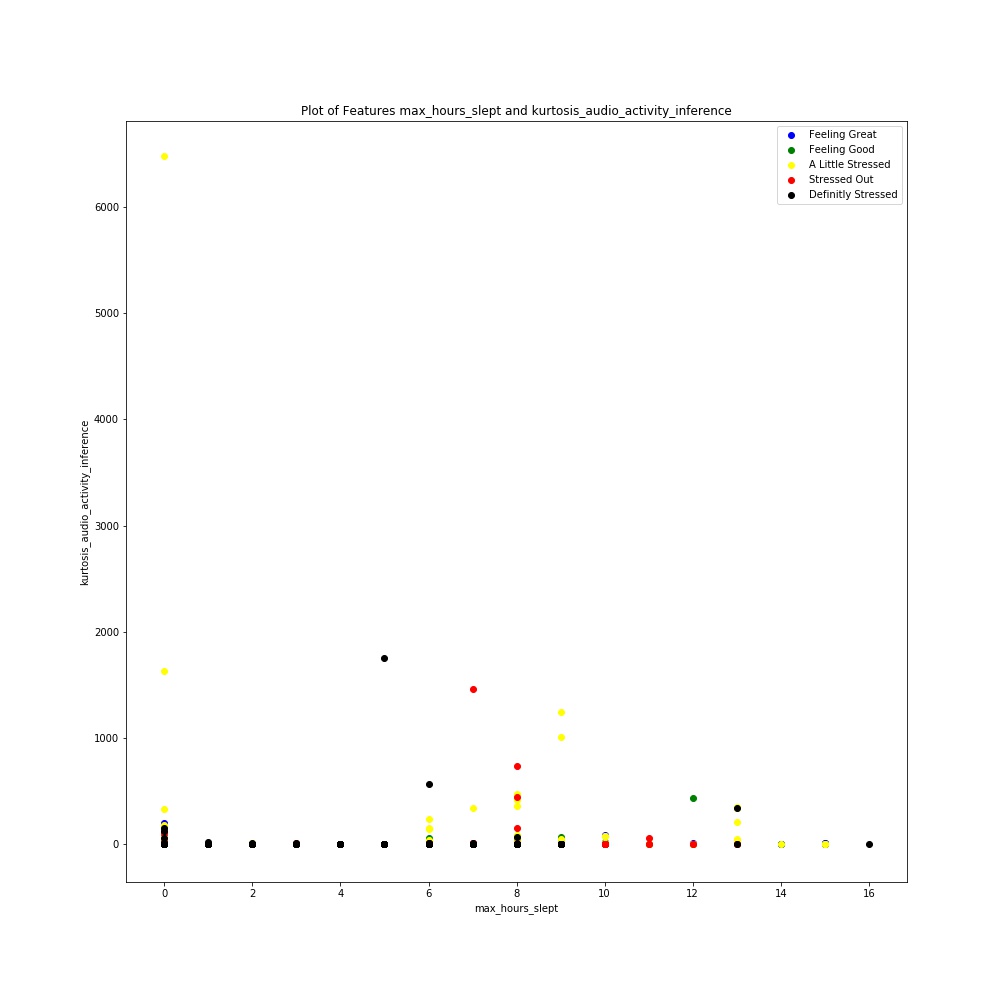 Plot of Features max_hours_slept and kurtosis_audio_activity_inference
Feeling Great
Feeling Good
A Little Stressed
Stressed Out
Definitly Stressed
kurtosis_audio_activity_inference
6000
5000
4000
3000
2000
1000
0
0 2 4 6 8 10 12 14 16
max_hours_slept